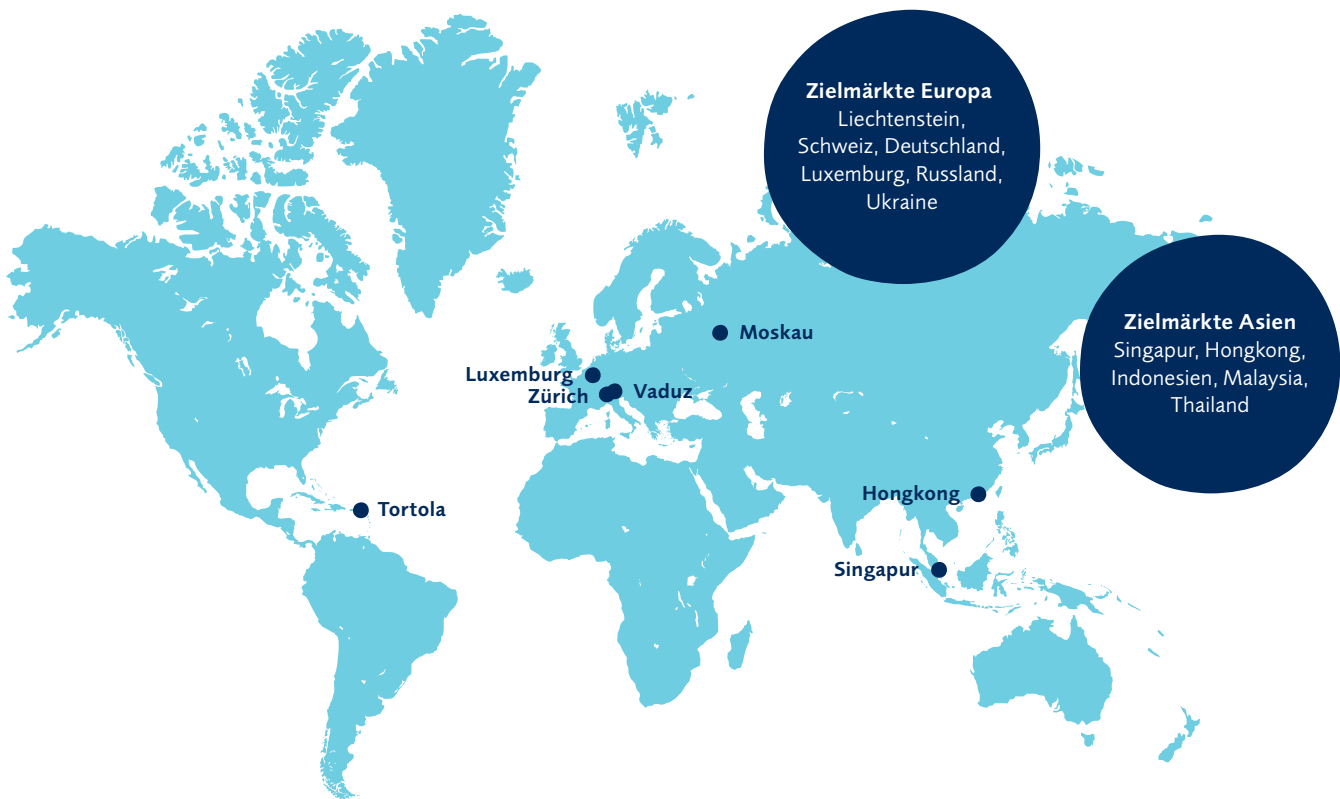 Zielmärkte Europa
Liechtenstein,
Schweiz, Deutschland,
Luxemburg, Russland,
Ukraine
Zielmärkte Asien
Singapur, Hongkong,
Indonesien, Malaysia,
Thailand
Moskau
Luxemburg
Zürich
Vaduz
Hongkong
Tortola
Singapur